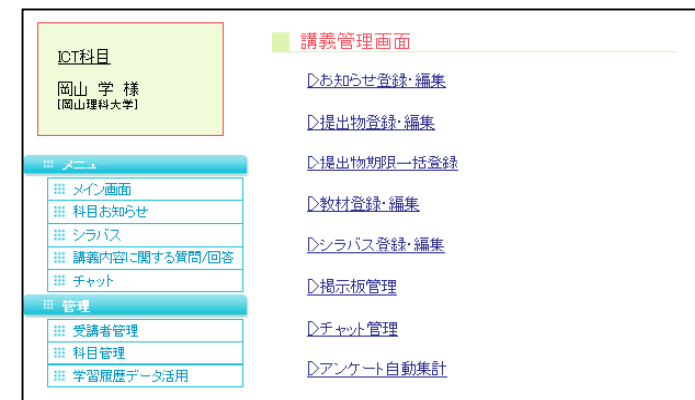 ICT科目
岡山 学 様
[岡山理科大学]
メニュー
メイン画面
科目お知らせ
シラバス
講義内容に関する質問/回答
チャット
管理
受講者管理
科目管理
学習履歴データ活用
講義管理画面
▷お知らせ登録・編集
▷提出物登録・編集
▷提出物期限一括登録
▷教材登録・編集
▷シラバス登録・編集
▷掲示板管理
▷チャット管理
▷アンケート自動集計